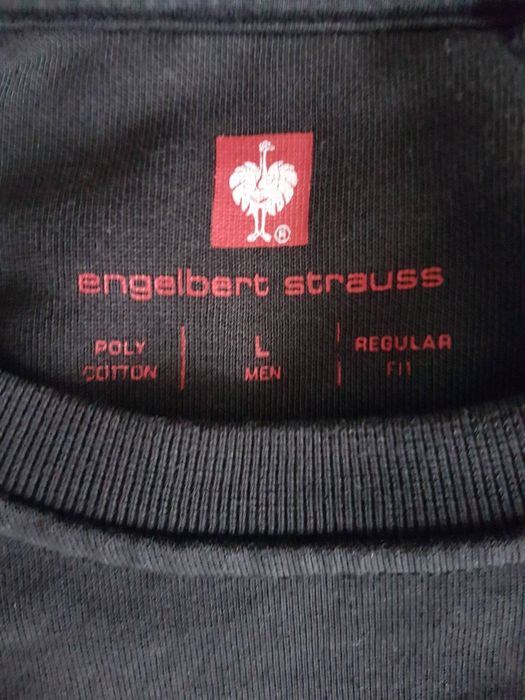 ®
engelbert strauss
POLY COTTON
L MEN
REGULAR FIT